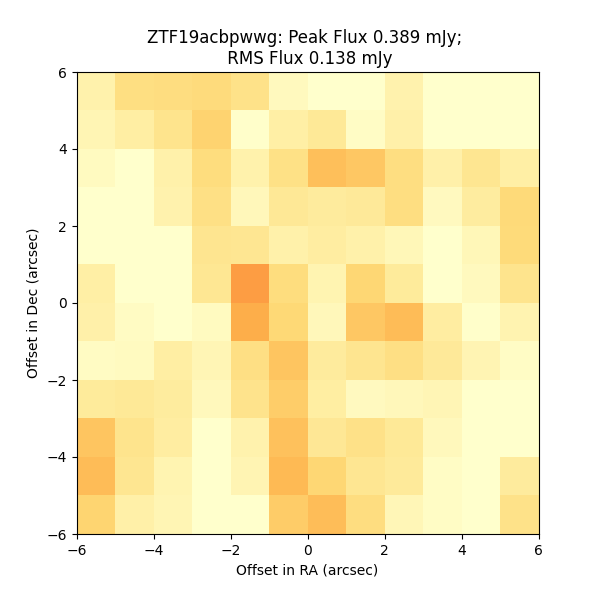 ZTF19acbpwwg: Peak Flux 0.389 mJy;
RMS Flux 0.138 mJy
6
4
2
0
−2
−4
−6
Offset in Dec (arcsec)
−6 −4 −2 0 2 4 6
Offset in RA (arcsec)